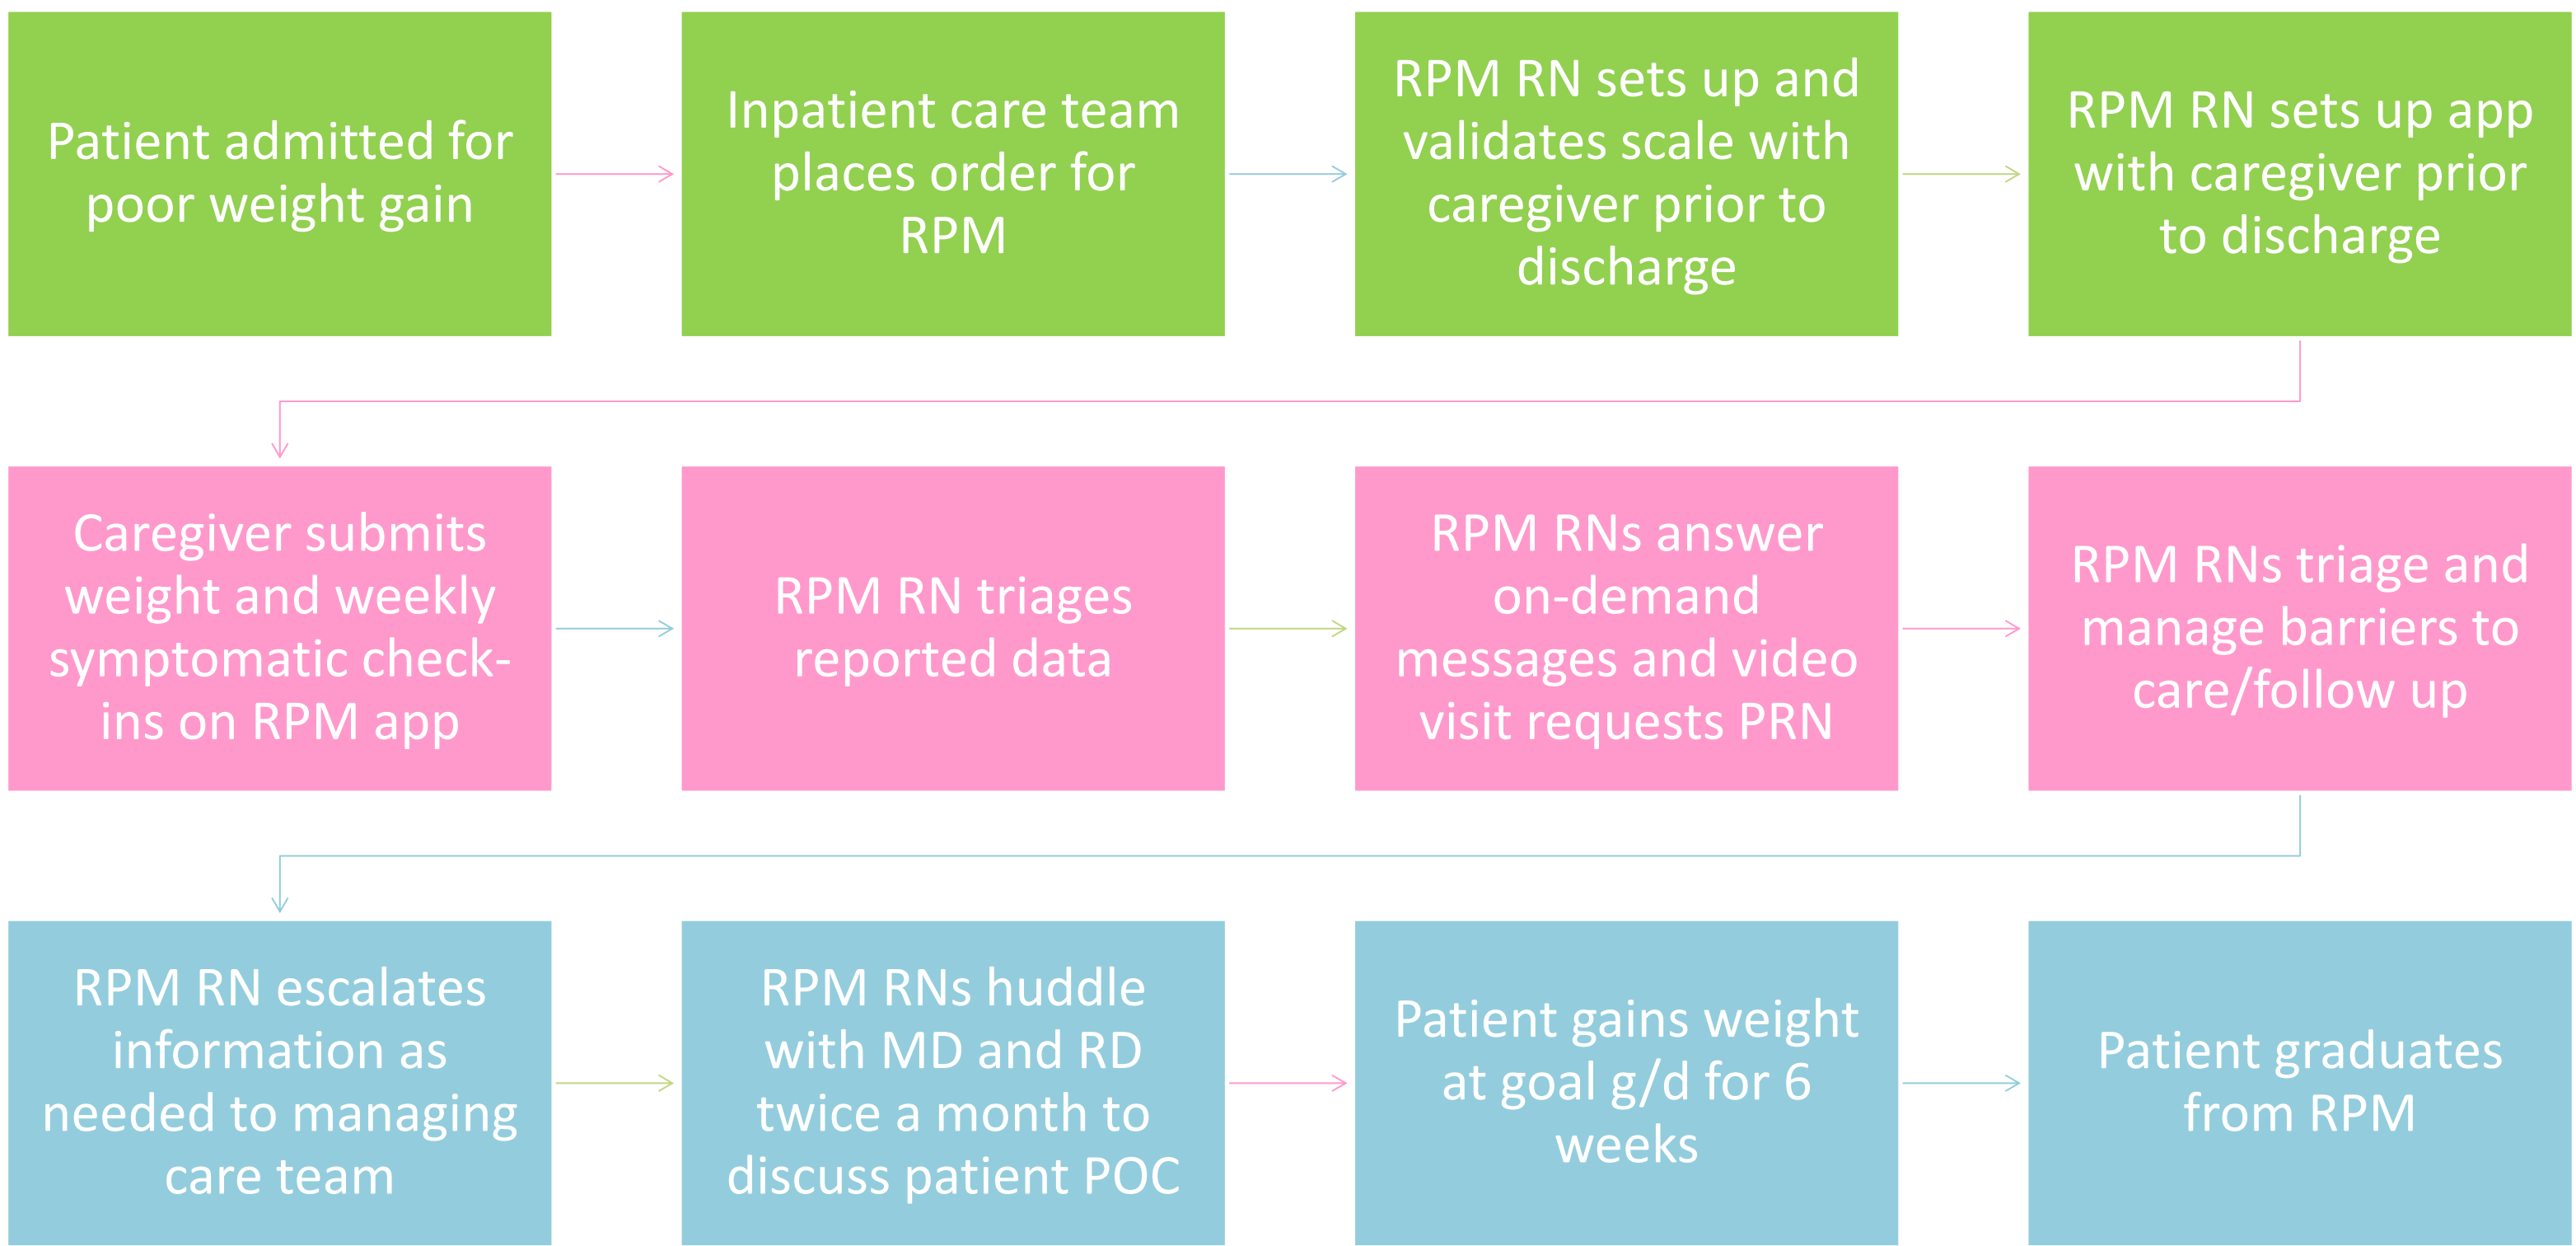 Patient admitted for
poor weight gain
Inpatient care team
places order for
RPM
RPM RN sets up and
validates scale with
caregiver prior to
discharge
RPM RN sets up app
with caregiver prior
to discharge
Caregiver submits
weight and weekly
symptomatic check-
ins on RPM app
RPM RN triages
reported data
RPM RNs answer
on-demand
messages and video
visit requests PRN
RPM RNs triage and
manage barriers to
care/follow up
RPM RN escalates
information as
needed to managing
care team
RPM RNs huddle
with MD and RD
twice a month to
discuss patient POC
Patient gains weight
at goal g/d for 6
weeks
Patient graduates
from RPM